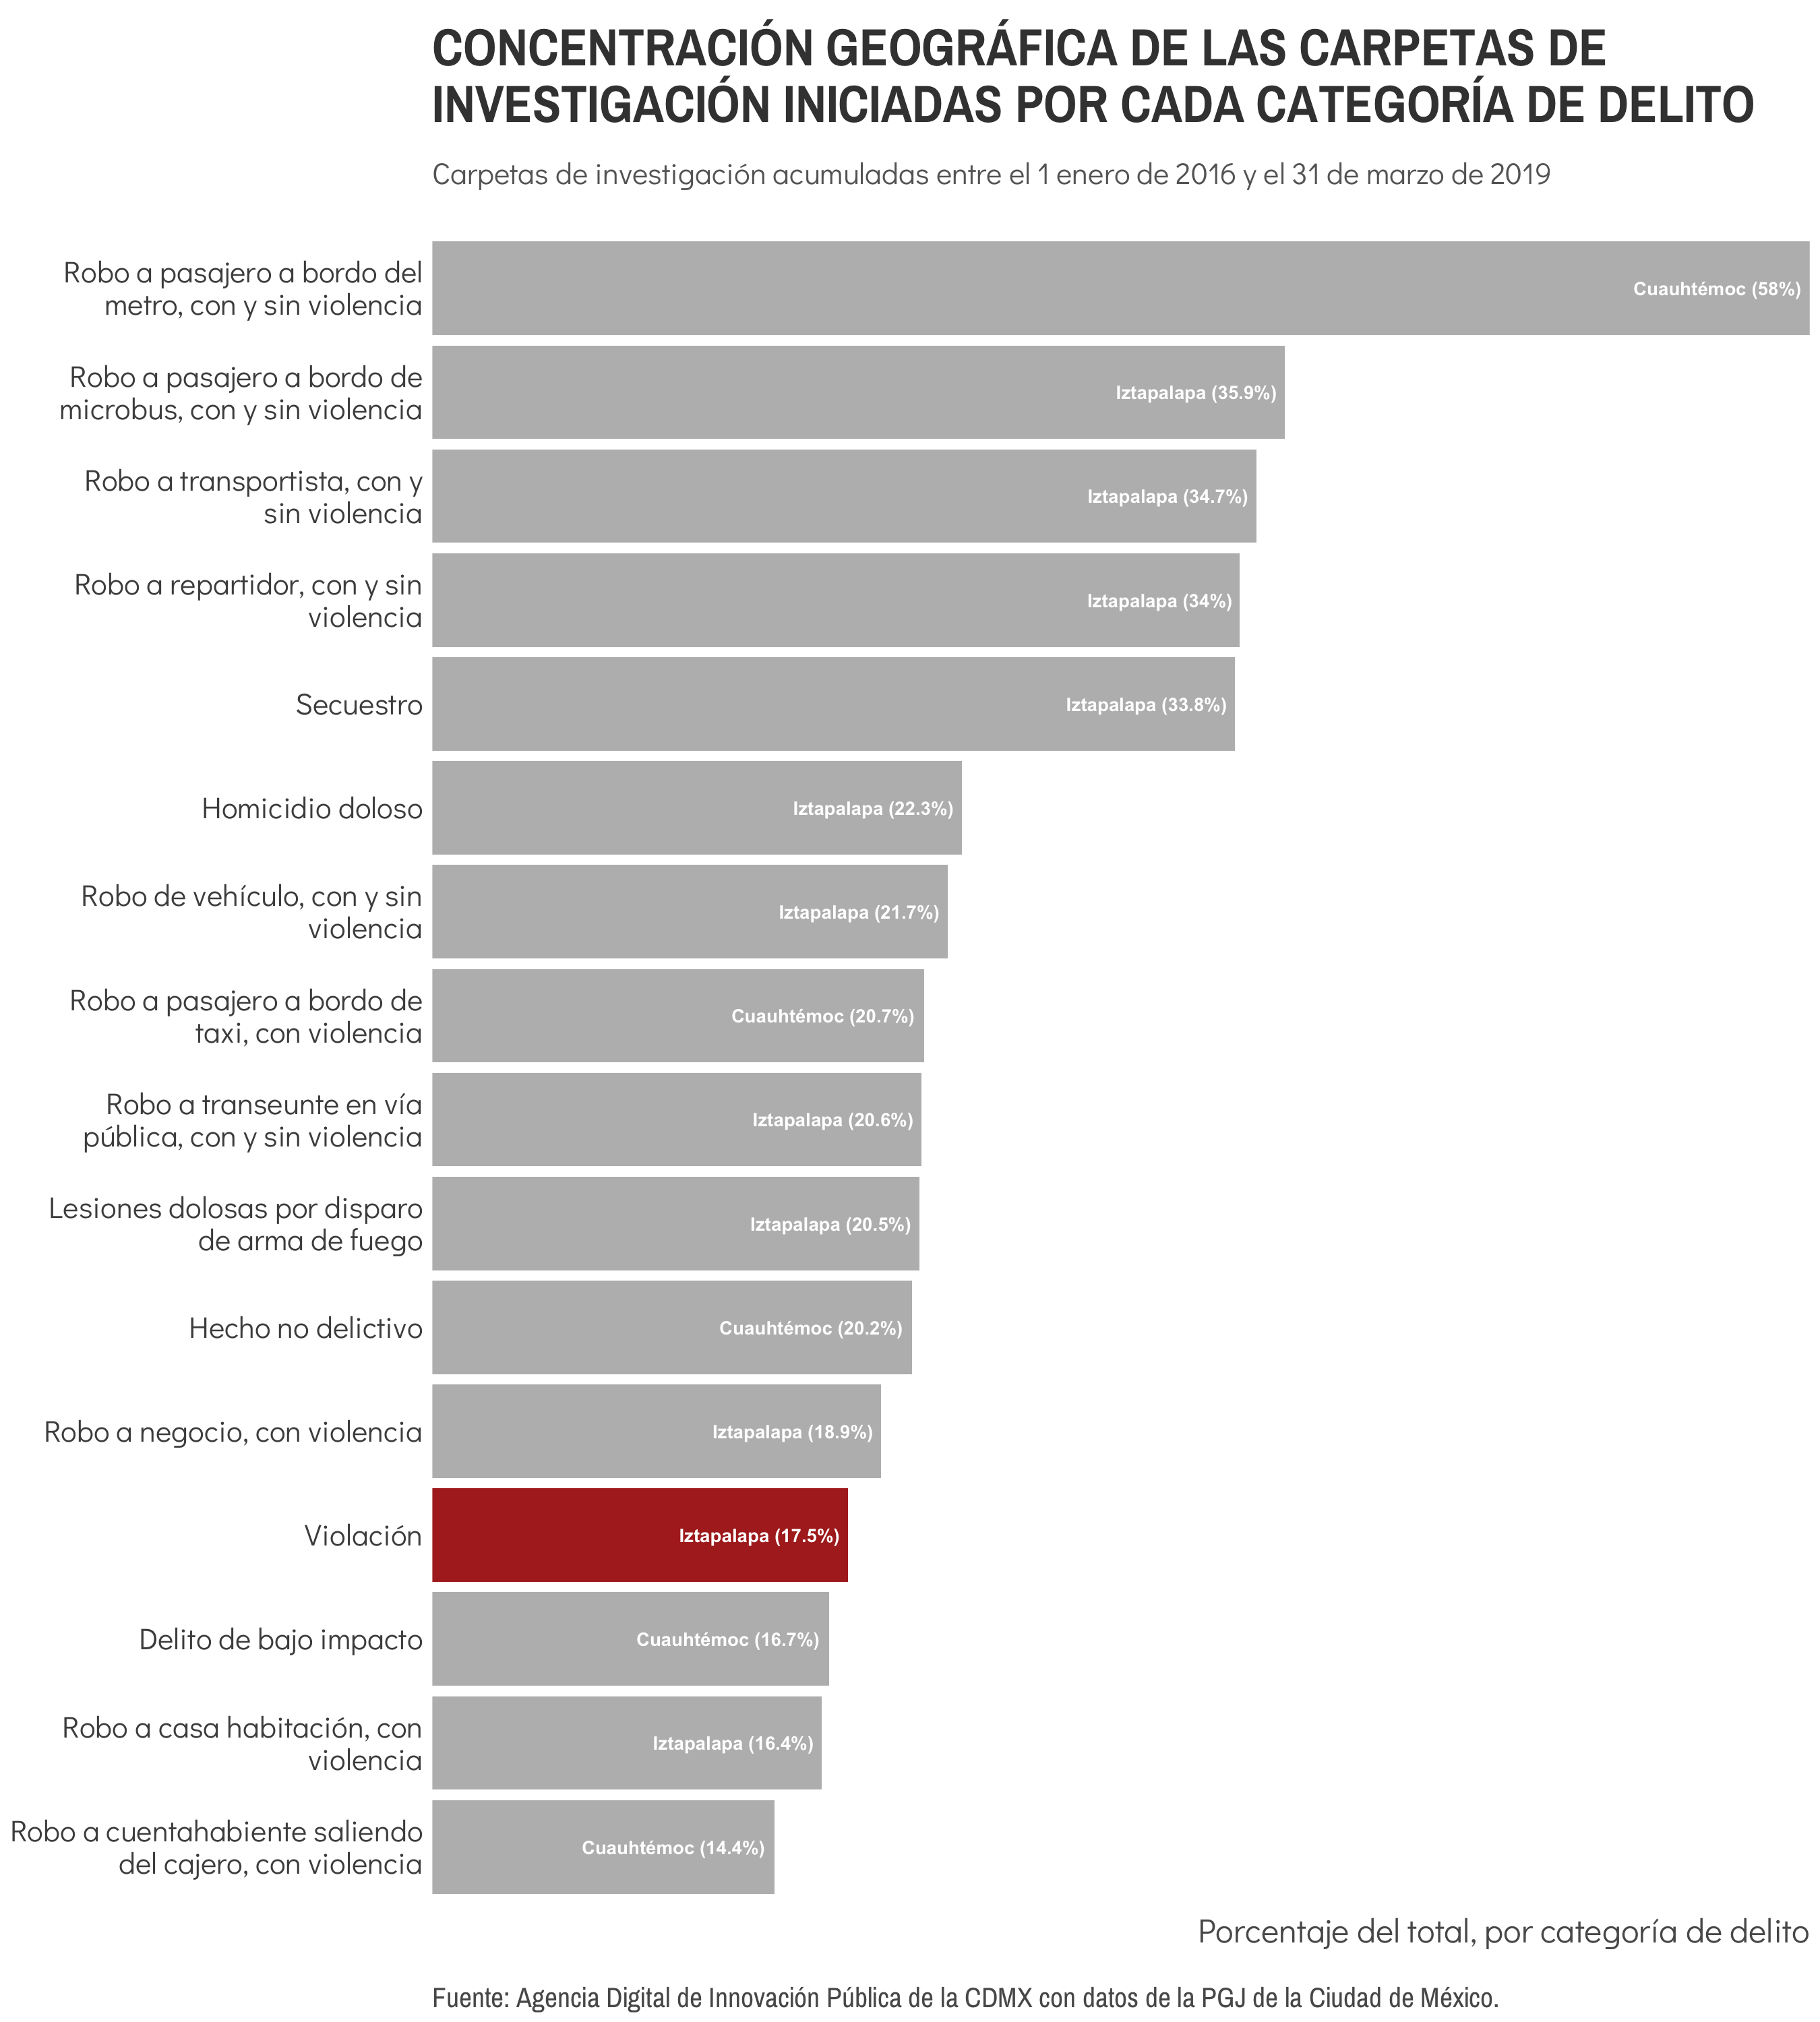 CONCENTRACIÓN GEOGRÁFICA DE LAS CARPETAS DE
INVESTIGACIÓN INICIADAS POR CADA CATEGORÍA DE DELITO
Carpetas de investigación acumuladas entre el 1 enero de 2016 y el 31 de marzo de 2019
Robo a pasajero a bordo del
metro, con y sin violencia
Cuauhtémoc (58%)
Robo a pasajero a bordo de
microbus, con y sin violencia
Iztapalapa (35.9%)
Robo a transportista, con y
sin violencia
Iztapalapa (34.7%)
Robo a repartidor, con y sin
violencia
Iztapalapa (34%)
Secuestro
Iztapalapa (33.8%)
Homicidio doloso
Iztapalapa (22.3%)
Robo de vehículo, con y sin
violencia
Iztapalapa (21.7%)
Robo a pasajero a bordo de
taxi, con violencia
Cuauhtémoc (20.7%)
Robo a transeunte en vía
pública, con y sin violencia
Iztapalapa (20.6%)
Lesiones dolosas por disparo
de arma de fuego
Iztapalapa (20.5%)
Hecho no delictivo
Cuauhtémoc (20.2%)
Robo a negocio, con violencia
Iztapalapa (18.9%)
Violación
Iztapalapa (17.5%)
Delito de bajo impacto
Cuauhtémoc (16.7%)
Robo a casa habitación, con
violencia
Iztapalapa (16.4%)
Robo a cuentahabiente saliendo
del cajero, con violencia
Cuauhtémoc (14.4%)
Porcentaje del total, por categoría de delito
Fuente: Agencia Digital de Innovación Pública de la CDMX con datos de la PGJ de la Ciudad de México.